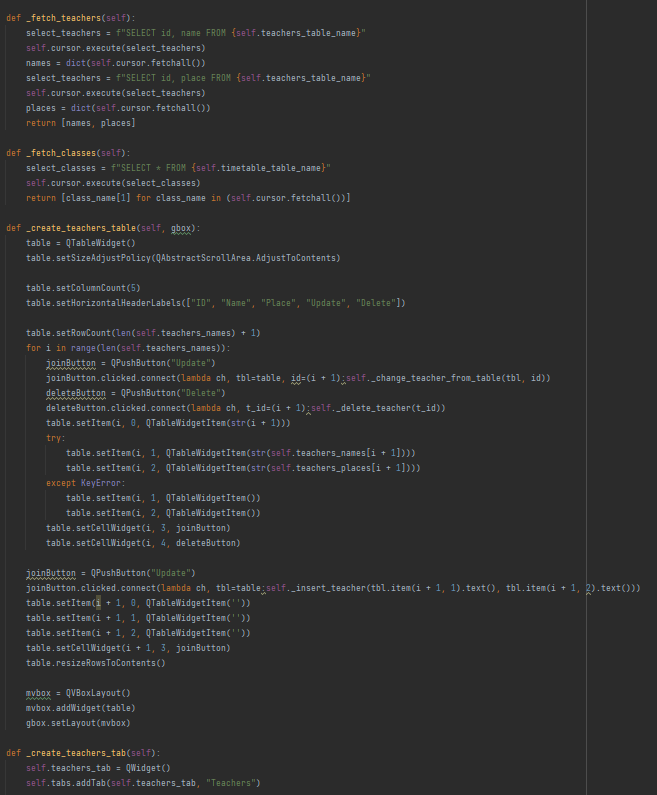 def _fetch_teachers(self):
    select_teachers = f"SELECT id, name FROM {self.teachers_table_name}"
    self.cursor.execute(select_teachers)
    names = dict(self.cursor.fetchall())
    select_teachers = f"SELECT id, place FROM {self.teachers_table_name}"
    self.cursor.execute(select_teachers)
    places = dict(self.cursor.fetchall())
    return [names, places]

def _fetch_classes(self):
    select_classes = f"SELECT * FROM {self.timetable_table_name}"
    self.cursor.execute(select_classes)
    return [class_name[1] for class_name in (self.cursor.fetchall())]

def _create_teachers_table(self, gbox):
    table = QTableWidget()
    table.setSizeAdjustPolicy(QAbstractScrollArea.AdjustToContents)

    table.setColumnCount(5)
    table.setHorizontalHeaderLabels(["ID", "Name", "Place", "Update", "Delete"])

    table.setRowCount(len(self.teachers_names) + 1)
    for i in range(len(self.teachers_names)):
        joinButton = QPushButton("Update")
        joinButton.clicked.connect(lambda ch, tbl=table, id=(i + 1):self._change_teacher_from_table(tbl, id))
        deleteButton = QPushButton("Delete")
        deleteButton.clicked.connect(lambda ch, t_id=(i + 1):self._delete_teacher(t_id))
        table.setItem(i, 0, QTableWidgetItem(str(i + 1)))
        try:
            table.setItem(i, 1, QTableWidgetItem(str(self.teachers_names[i + 1])))
            table.setItem(i, 2, QTableWidgetItem(str(self.teachers_places[i + 1])))
        except KeyError:
            table.setItem(i, 1, QTableWidgetItem())
            table.setItem(i, 2, QTableWidgetItem())
        table.setCellWidget(i, 3, joinButton)
        table.setCellWidget(i, 4, deleteButton)

    joinButton = QPushButton("Update")
    joinButton.clicked.connect(lambda ch, tbl=table:self._insert_teacher(tbl.item(i + 1, 1).text(), tbl.item(i + 1, 2).text()))
    table.setItem(i + 1, 0, QTableWidgetItem(''))
    table.setItem(i + 1, 1, QTableWidgetItem(''))
    table.setItem(i + 1, 2, QTableWidgetItem(''))
    table.setCellWidget(i + 1, 3, joinButton)
    table.resizeRowsToContents()

    mvbox = QVBoxLayout()
    mvbox.addWidget(table)
    gbox.setLayout(mvbox)

def _create_teachers_tab(self):
    self.teachers_tab = QWidget()
    self.tabs.addTab(self.teachers_tab, "Teachers")